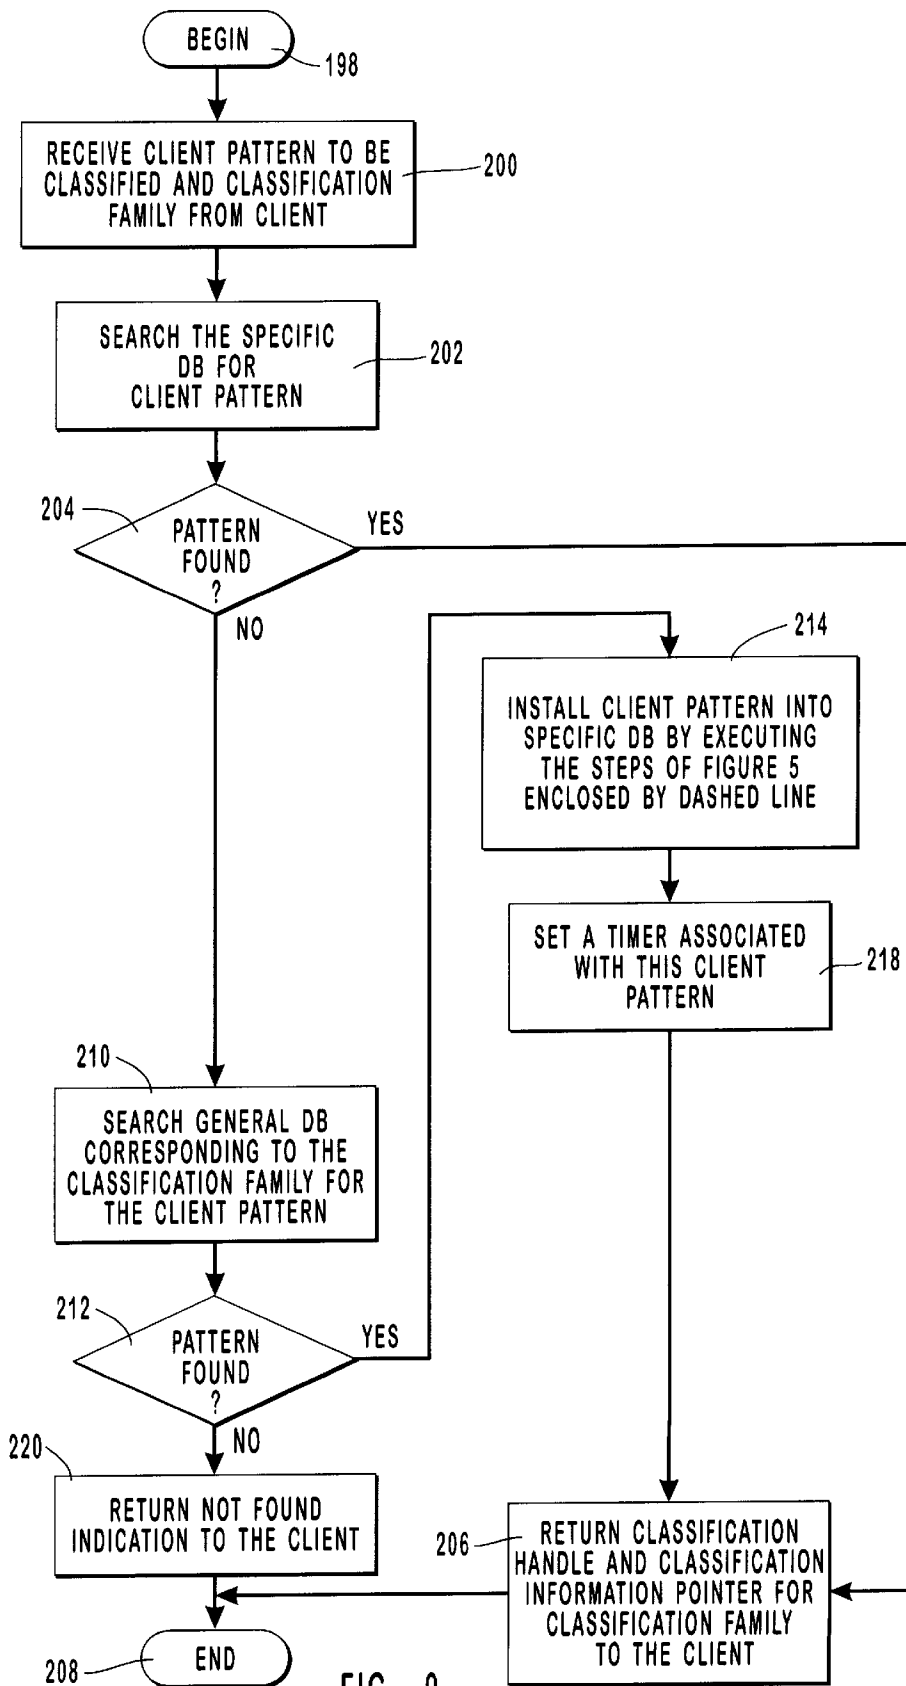 BEGIN
198
RECEIVE CLIENT PATTERN TO BE
CLASSIFIED AND CLASSIFICATION
FAMILY FROM CLIENT
200
SEARCH THE SPECIFIC
DB FOR
CLIENT PATTERN
202
204
PATTERN
FOUND
?
YES
NO
214
INSTALL CLIENT PATTERN INTO
SPECIFIC DB BY EXECUTING
THE STEPS OF FIGURE 5
ENCLOSED BY DASHED LINE
SET A TIMER ASSOCIATED
WITH THIS CLIENT
PATTERN
218
210
SEARCH GENERAL DB
CORRESPONDING TO THE
CLASSIFICATION FAMILY FOR
THE CLIENT PATTERN
212
PATTERN
FOUND
?
YES
NO
220
RETURN NOT FOUND
INDICATION TO THE CLIENT
206
RETURN CLASSIFICATION
HANDLE AND CLASSIFICATION
INFORMATION POINTER FOR
CLASSIFICATION FAMILY
TO THE CLIENT
END
208
FIG.